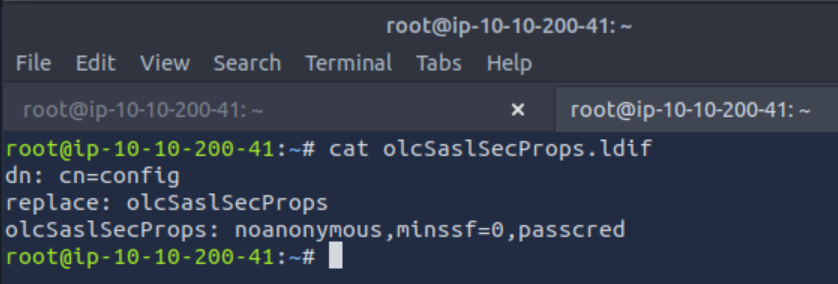 root@ip-10-10-200-41: ~
File Edit View Search Terminal Tabs Help
root@ip-10-10-200-41: ~ × root@ip-10-10-200-41: ~
root@ip-10-10-200-41:~# cat olcSaslSecProps.ldif
dn: cn=config
replace: olcSaslSecProps
olcSaslSecProps: noanonymous,minssf=0,passcred
root@ip-10-10-200-41:~#